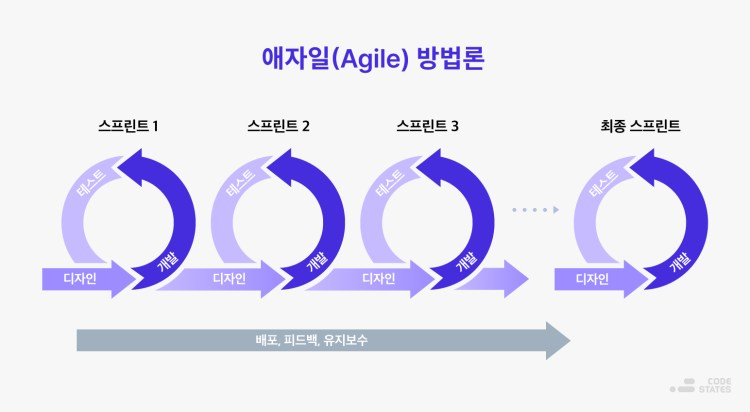 애자일(Agile) 방법론
스프린트 1
스프린트 2
스프린트 3
최종 스프린트
테스트
테스트
테스트
테스트
개발
개발
개발
개발
디자인
디자인
디자인
디자인
배포, 피드백, 유지보수
CODE
STATES